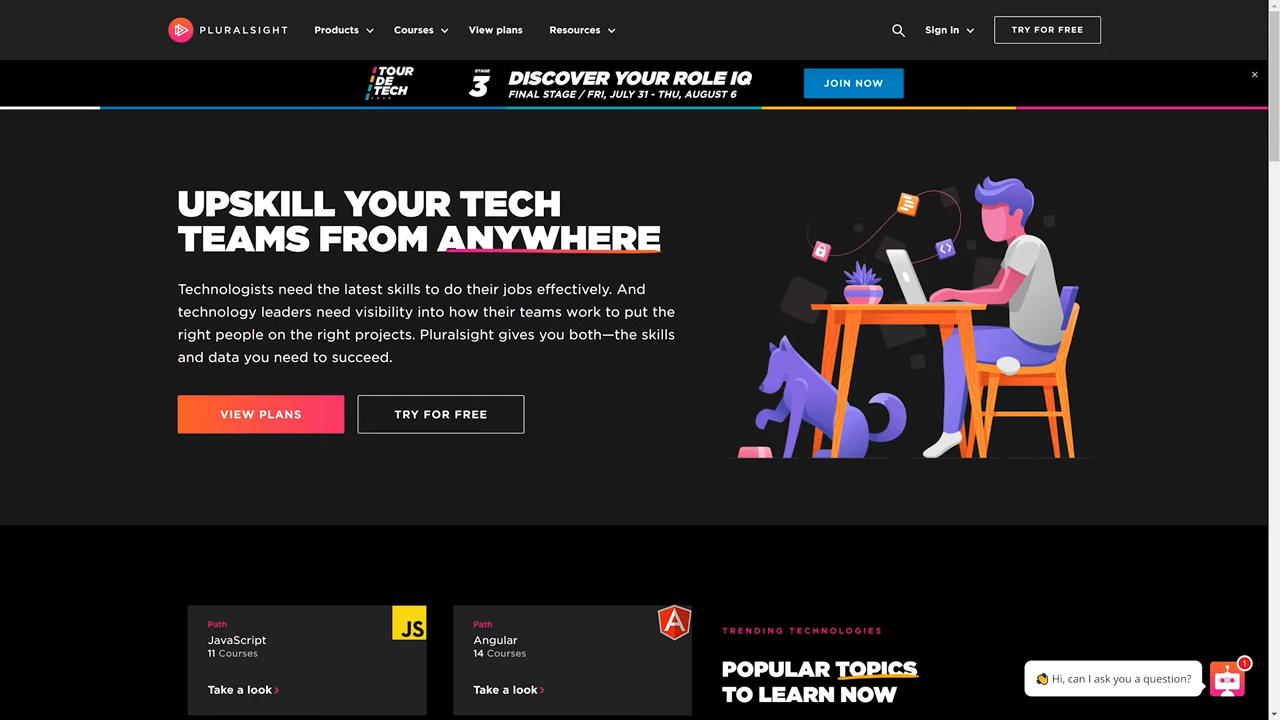 PLURALSIGHT Products Courses View plans Resources Sign in TRY FOR FREE
TOUR
DE
TECH
STAGE
3
DISCOVER YOUR ROLE IQ
FINAL STAGE / FRI, JULY 31 - THU, AUGUST 6
JOIN NOW
UPSKILL YOUR TECH
TEAMS FROM ANYWHERE
Technologists need the latest skills to do their jobs effectively. And
technology leaders need visibility into how their teams work to put the
right people on the right projects. Pluralsight gives you both—the skills
and data you need to succeed.
VIEW PLANS TRY FOR FREE
Path
JavaScript
11 Courses
Take a look >
JS
Path
Angular
14 Courses
Take a look >
A
TRENDING TECHNOLOGIES
POPULAR TOPICS
TO LEARN NOW
👋 Hi, can I ask you a question?
1